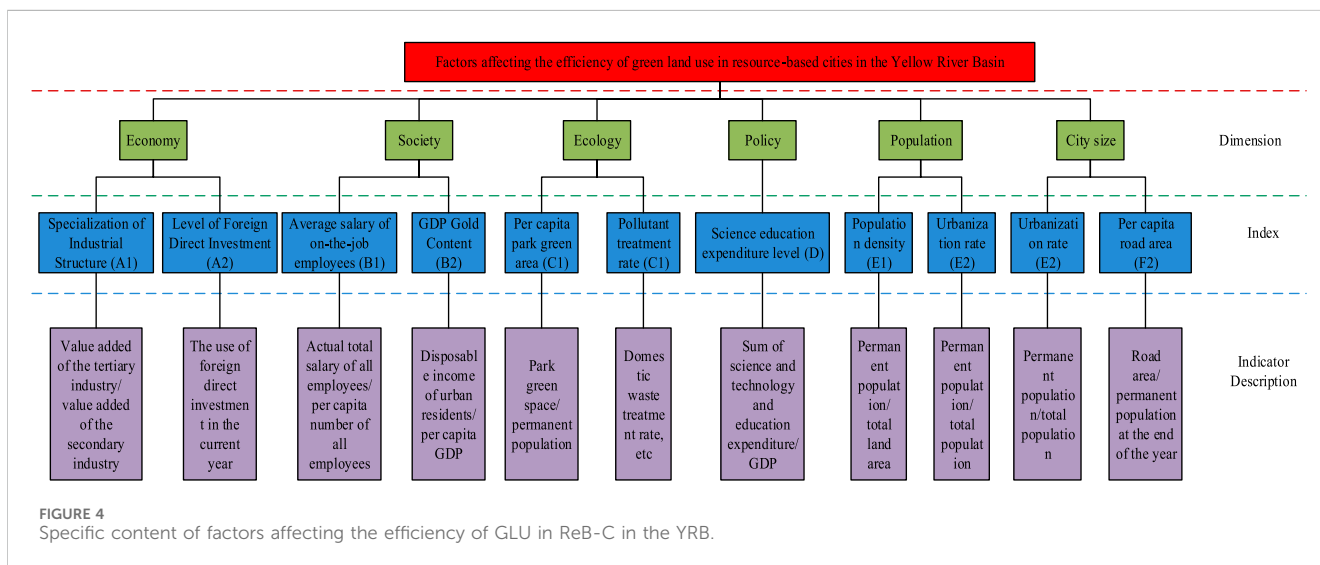 Factors affecting the efficiency of green land use in resource-based cities in the Yellow River Basin
Economy
Society
Ecology
Policy
Population
City size
Dimension
Specialization of
Industrial
Structure (A1)
Level of Foreign
Direct Investment
(A2)
Average salary of
on-the-job
employees (B1)
GDP Gold
Content
(B2)
Per capita
park green
area (C1)
Pollutant
treatment
rate (C1)
Science education
expenditure level (D)
Populatio
n density
(E1)
Urbaniza
tion rate
(E2)
Urbanizati
on rate
(E2)
Per capita
road area
(F2)
Index
Value added
of the tertiary
industry/
value added
of the
secondary
industry
The use of
foreign
direct
investmen
t in the
current
year
Actual total
salary of all
employees/
per capita
number of
all
employees
Disposabl
e income
of urban
residents/
per capita
GDP
Park
green
space/
permanent
population
Domes
tic
waste
treatme
nt rate,
etc
Sum of
science and
technology
and
education
expenditure/
GDP
Perman
ent
populat
ion/
total
land
area
Perman
ent
populat
ion/
total
populat
ion
Permane
nt
populati
on/total
populatio
n
Road
area/
permanent
population
at the end
of the year
Indicator
Description
FIGURE 4
Specific content of factors affecting the efficiency of GLU in ReB-C in the YRB.